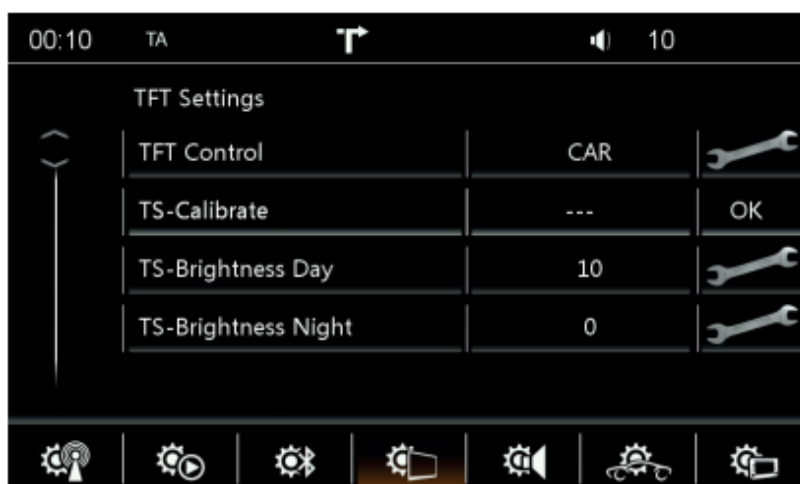 00:10 TA 10
TFT Settings
TFT Control CAR
TS-Calibrate --- OK
TS-Brightness Day 10
TS-Brightness Night 0